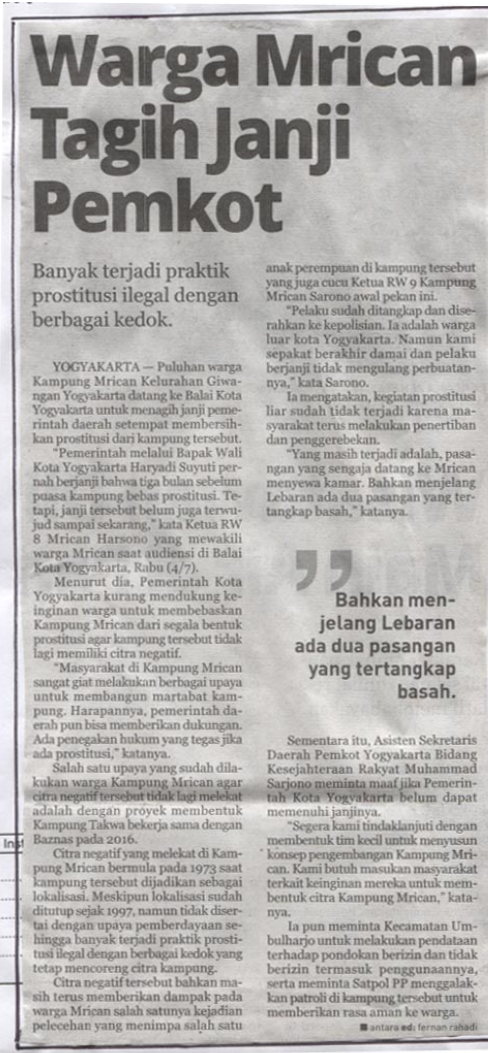 Warga Mrican
Tagih Janji
Pemkot
Banyak terjadi praktik
prostitusi ilegal dengan
berbagai kedok.
YOGYAKARTA — Puluhan warga
Kampung Mrican Kelurahan Giwa-
ngan Yogyakarta datang ke Balai Kota
Yogyakarta untuk menagih janji peme-
rintah daerah setempat membersih-
kan prostitusi dari kampung tersebut.
"Pemerintah melalui Bapak Wali
Kota Yogyakarta Haryadi Suyuti per-
nah berjanji bahwa tiga bulan sebelum
puasa kampung bebas prostitusi. Te-
tapi, janji tersebut belum juga terwu-
jud sampai sekarang," kata Ketua RW
8 Mrican Harsono yang mewakili
warga Mrican saat audiensi di Balai
Kota Yogyakarta, Rabu (4/7).
Menurut dia, Pemerintah Kota
Yogyakarta kurang mendukung ke-
inginan warga untuk membebaskan
Kampung Mrican dari segala bentuk
prostitusi agar kampung tersebut tidak
lagi memiliki citra negatif.
"Masyarakat di Kampung Mrican
sangat giat melakukan berbagai upaya
untuk membangun martabat kam-
pung. Harapannya, pemerintah da-
erah pun bisa memberikan dukungan.
Ada penegakan hukum yang tegas jika
ada prostitusi," katanya.
Salah satu upaya yang sudah dila-
kukan warga Kampung Mrican agar
citra negatif tersebut tidak lagi melekat
adalah dengan proyek membentuk
Kampung Takwa bekerja sama dengan
Baznas pada 2016.
Citra negatif yang melekat di Kam-
pung Mrican bermula pada 1973 saat
kampung tersebut dijadikan sebagai
lokalisasi. Meskipun lokalisasi sudah
ditutup sejak 1997, namun tidak diser-
tai dengan upaya pemberdayaan se-
hingga banyak terjadi praktik prosti-
tusi ilegal dengan berbagai kedok yang
tetap mencoreng citra kampung.
Citra negatif tersebut bahkan ma-
sih terus memberikan dampak pada
warga Mrican salah satunya kejadian
pelecehan yang menimpa salah satu
anak perempuan di kampung tersebut
yang juga cucu Ketua RW 9 Kampung
Mrican Sarono awal pekan ini.
"Pelaku sudah ditangkap dan dise-
rahkan ke kepolisian. Ia adalah warga
luar kota Yogyakarta. Namun kami
sepakat berakhir damai dan pelaku
berjanji tidak mengulang perbuatan-
nya," kata Sarono.
Ia mengatakan, kegiatan prostitusi
liar sudah tidak terjadi karena ma-
syarakat terus melakukan penertiban
dan penggerebekan.
"Yang masih terjadi adalah, pasa-
ngan yang sengaja datang ke Mrican
menyewa kamar. Bahkan menjelang
Lebaran ada dua pasangan yang ter-
tangkap basah," katanya.
”
Bahkan men-
jelang Lebaran
ada dua pasangan
yang tertangkap
basah.
Sementara itu, Asisten Sekretaris
Daerah Pemkot Yogyakarta Bidang
Kesejahteraan Rakyat Muhammad
Sarjono meminta maaf jika Pemerin-
tah Kota Yogyakarta belum dapat
memenuhi janjinya.
"Segera kami tindaklanjuti dengan
membentuk tim kecil untuk menyusun
konsep pengembangan Kampung Mri-
can. Kami butuh masukan masyarakat
terkait keinginan mereka untuk mem-
bentuk citra Kampung Mrican," kata-
nya.
Ia pun meminta Kecamatan Um-
bulharjo untuk melakukan pendataan
terhadap pondokan berizin dan tidak
berizin termasuk penggunaannya,
serta meminta Satpol PP menggalak-
kan patroli di kampung tersebut untuk
memberikan rasa aman ke warga.
■ antara ed: fernan rahadi
Inst